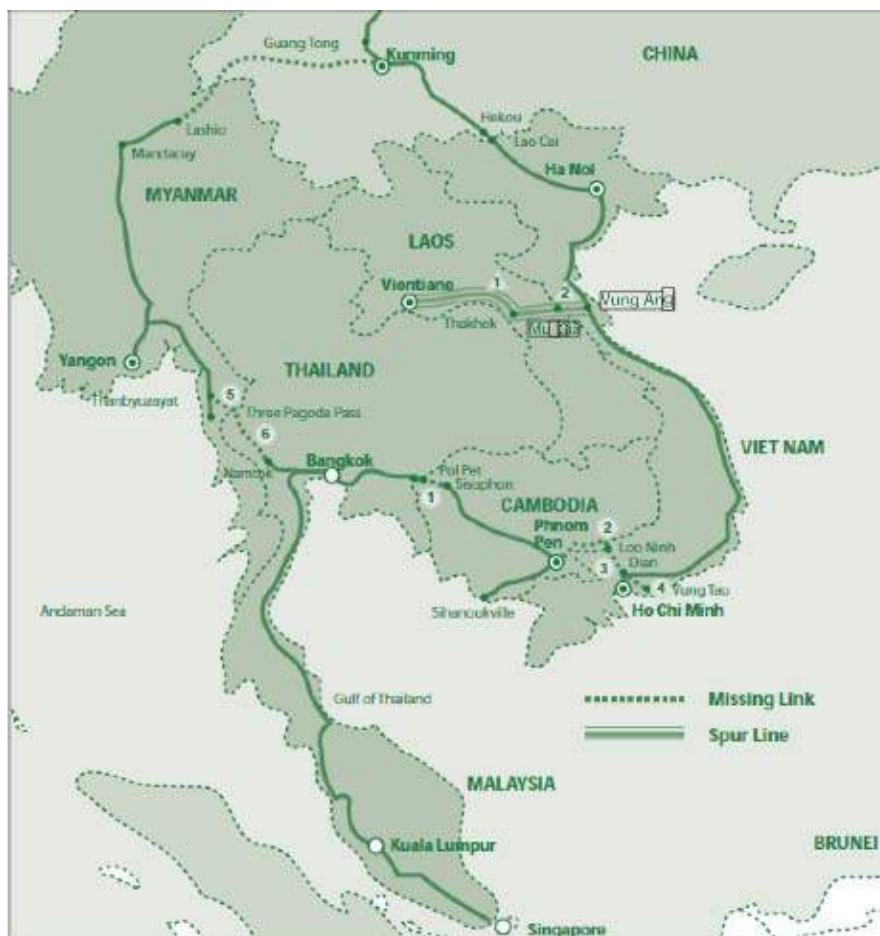 Guang Tong
Kunming
CHINA
Hekou
Lao Cai
Lashio
Mandalay
MYANMAR
Ha Noi
LAOS
Vientiane
1
2
Vung Ang
Thakhek
Yangon
THAILAND
Thanbyuzayat
5
Three Pagoda Pass
6
Namtok
Bangkok
Poi Pet
Sisophon
1
VIET NAM
CAMBODIA
Phnom
Pen
2
Loc Ninh
Dian
3
4
Vung Tau
Sihanoukville
Ho Chi Minh
Andaman Sea
Gulf of Thailand
Missing Link
Spur Line
MALAYSIA
Kuala Lumpur
BRUNEI
Singapore